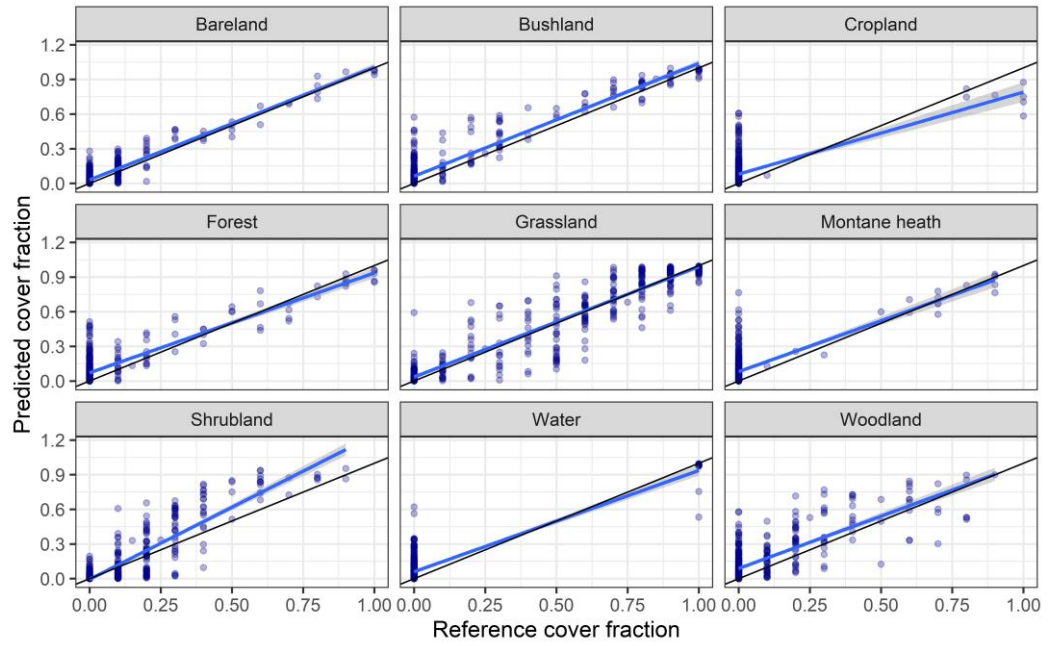 Bareland Bushland Cropland
1.2
0.9
0.6
0.3
0.0
Forest Grassland Montane heath
1.2
0.9
0.6
0.3
0.0
Predicted cover fraction
Shrubland Water Woodland
1.2
0.9
0.6
0.3
0.0
0.00 0.25 0.50 0.75 1.00 0.00 0.25 0.50 0.75 1.00 0.00 0.25 0.50 0.75 1.00
Reference cover fraction